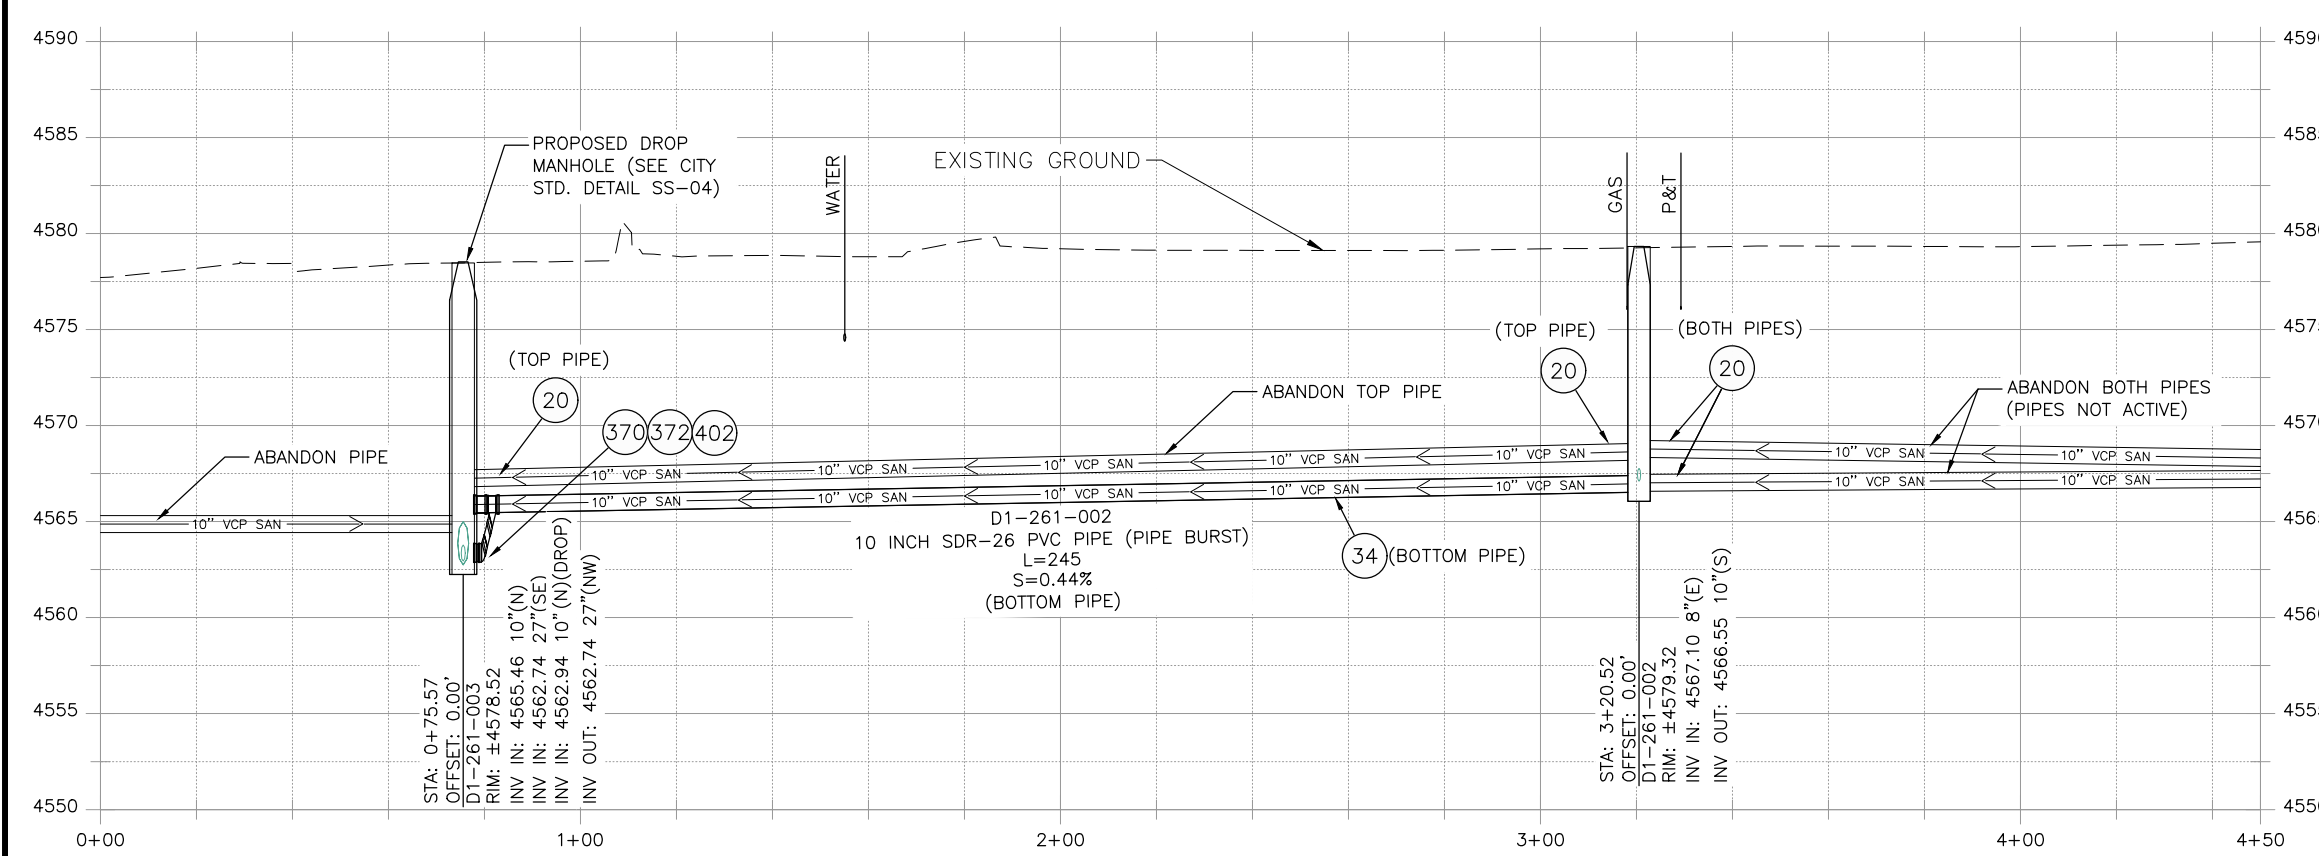 4590
4585
4580
4575
4570
4565
4560
4555
4550
PROPOSED DROP
MANHOLE (SEE CITY
STD. DETAIL SS-04)
WATER
EXISTING GROUND
GAS
P&T
(TOP PIPE)
20
370 372 402
ABANDON TOP PIPE
(TOP PIPE)
20
(BOTH PIPES)
20
ABANDON BOTH PIPES
(PIPES NOT ACTIVE)
ABANDON PIPE
10" VCP SAN
10" VCP SAN 10" VCP SAN 10" VCP SAN 10" VCP SAN 10" VCP SAN 10" VCP SAN 10" VCP SAN
10" VCP SAN 10" VCP SAN 10" VCP SAN 10" VCP SAN 10" VCP SAN 10" VCP SAN 10" VCP SAN
D1-261-002
10 INCH SDR-26 PVC PIPE (PIPE BURST)
L=245
S=0.44%
(BOTTOM PIPE)
34 (BOTTOM PIPE)
STA: 0+75.57
OFFSET: 0.00'
D1-261-003
RIM: ±4578.52
INV IN: 4565.46 10"(N)
INV IN: 4562.74 27"(SE)
INV IN: 4562.94 10"(N)(DROP)
INV OUT: 4562.74 27"(NW)
STA: 3+20.52
OFFSET: 0.00'
D1-261-002
RIM: ±4579.32
INV IN: 4567.10 8"(E)
INV OUT: 4566.55 10"(S)
0+00 1+00 2+00 3+00 4+00 4+50